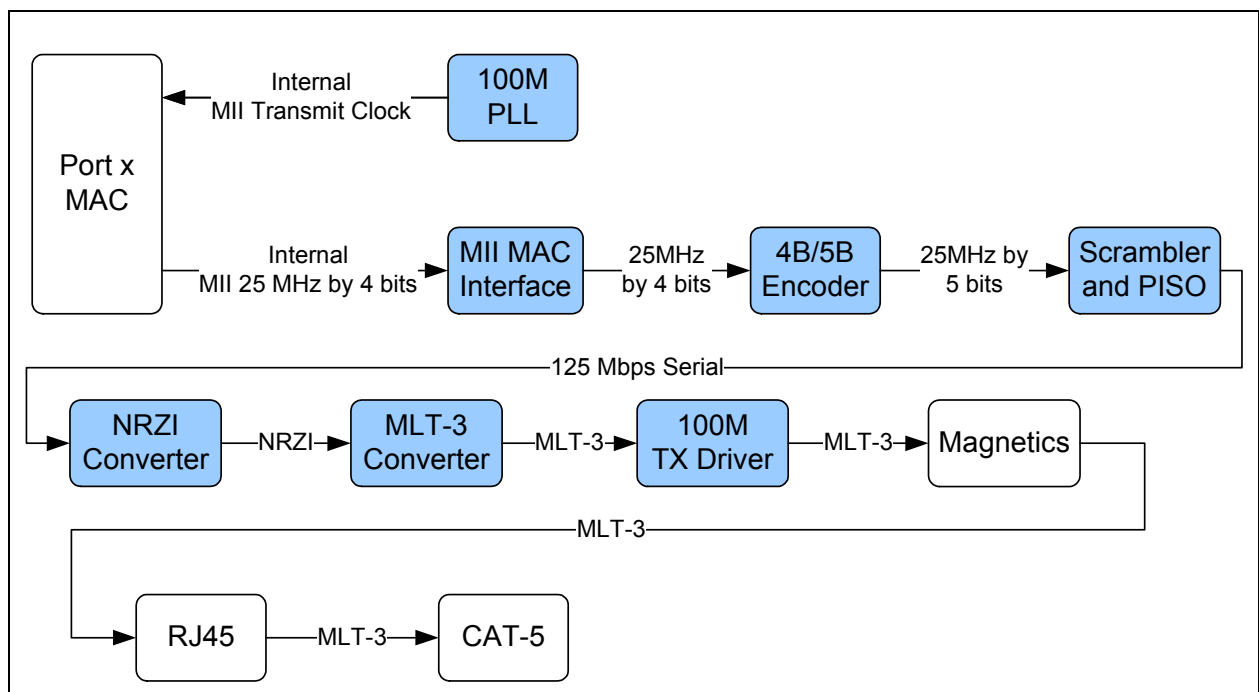 Internal
MII Transmit Clock
100M
PLL
Port x
MAC
Internal
MII 25 MHz by 4 bits
MII MAC
Interface
25MHz
by 4 bits
4B/5B
Encoder
25MHz by
5 bits
Scrambler
and PISO
125 Mbps Serial
NRZI
Converter
NRZI
MLT-3
Converter
MLT-3
100M
TX Driver
MLT-3
Magnetics
MLT-3
RJ45
MLT-3
CAT-5